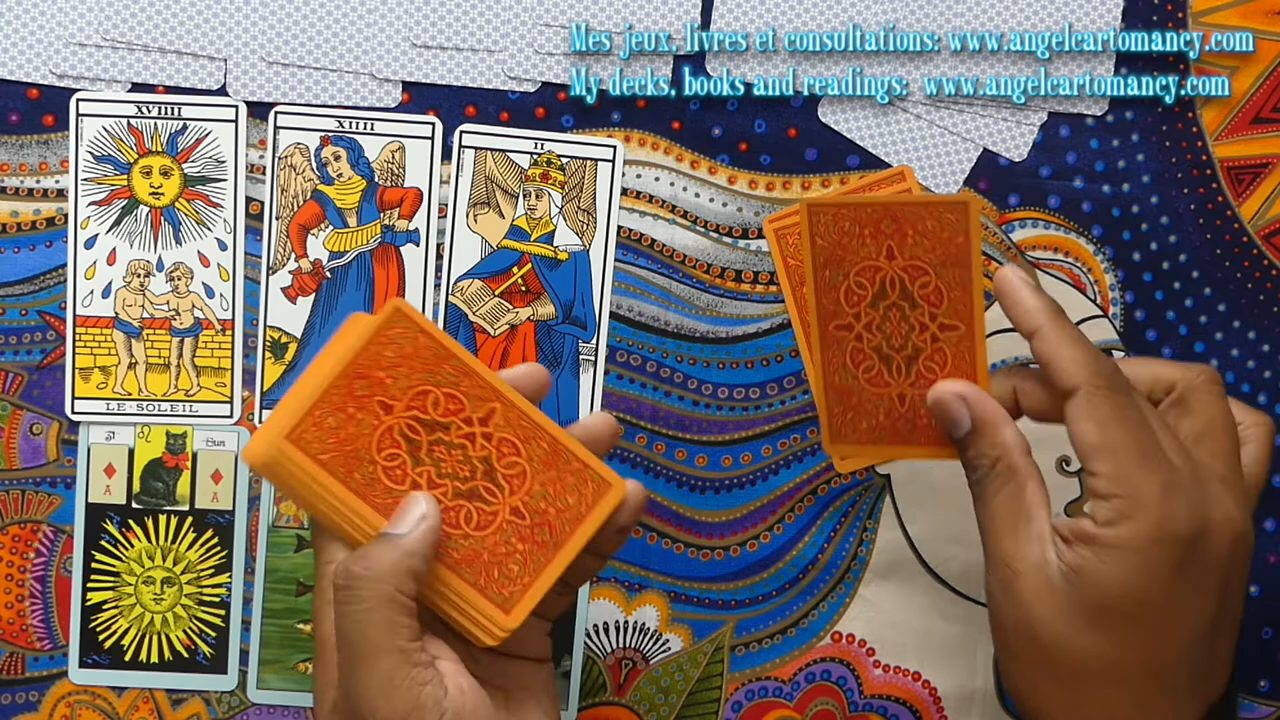 Mes jeux, livres et consultations: www.angelcartomancy.com
My decks, books and readings: www.angelcartomancy.com
XVIIII
XIIII
II
LE·SOLEIL
31
Sun
A
A